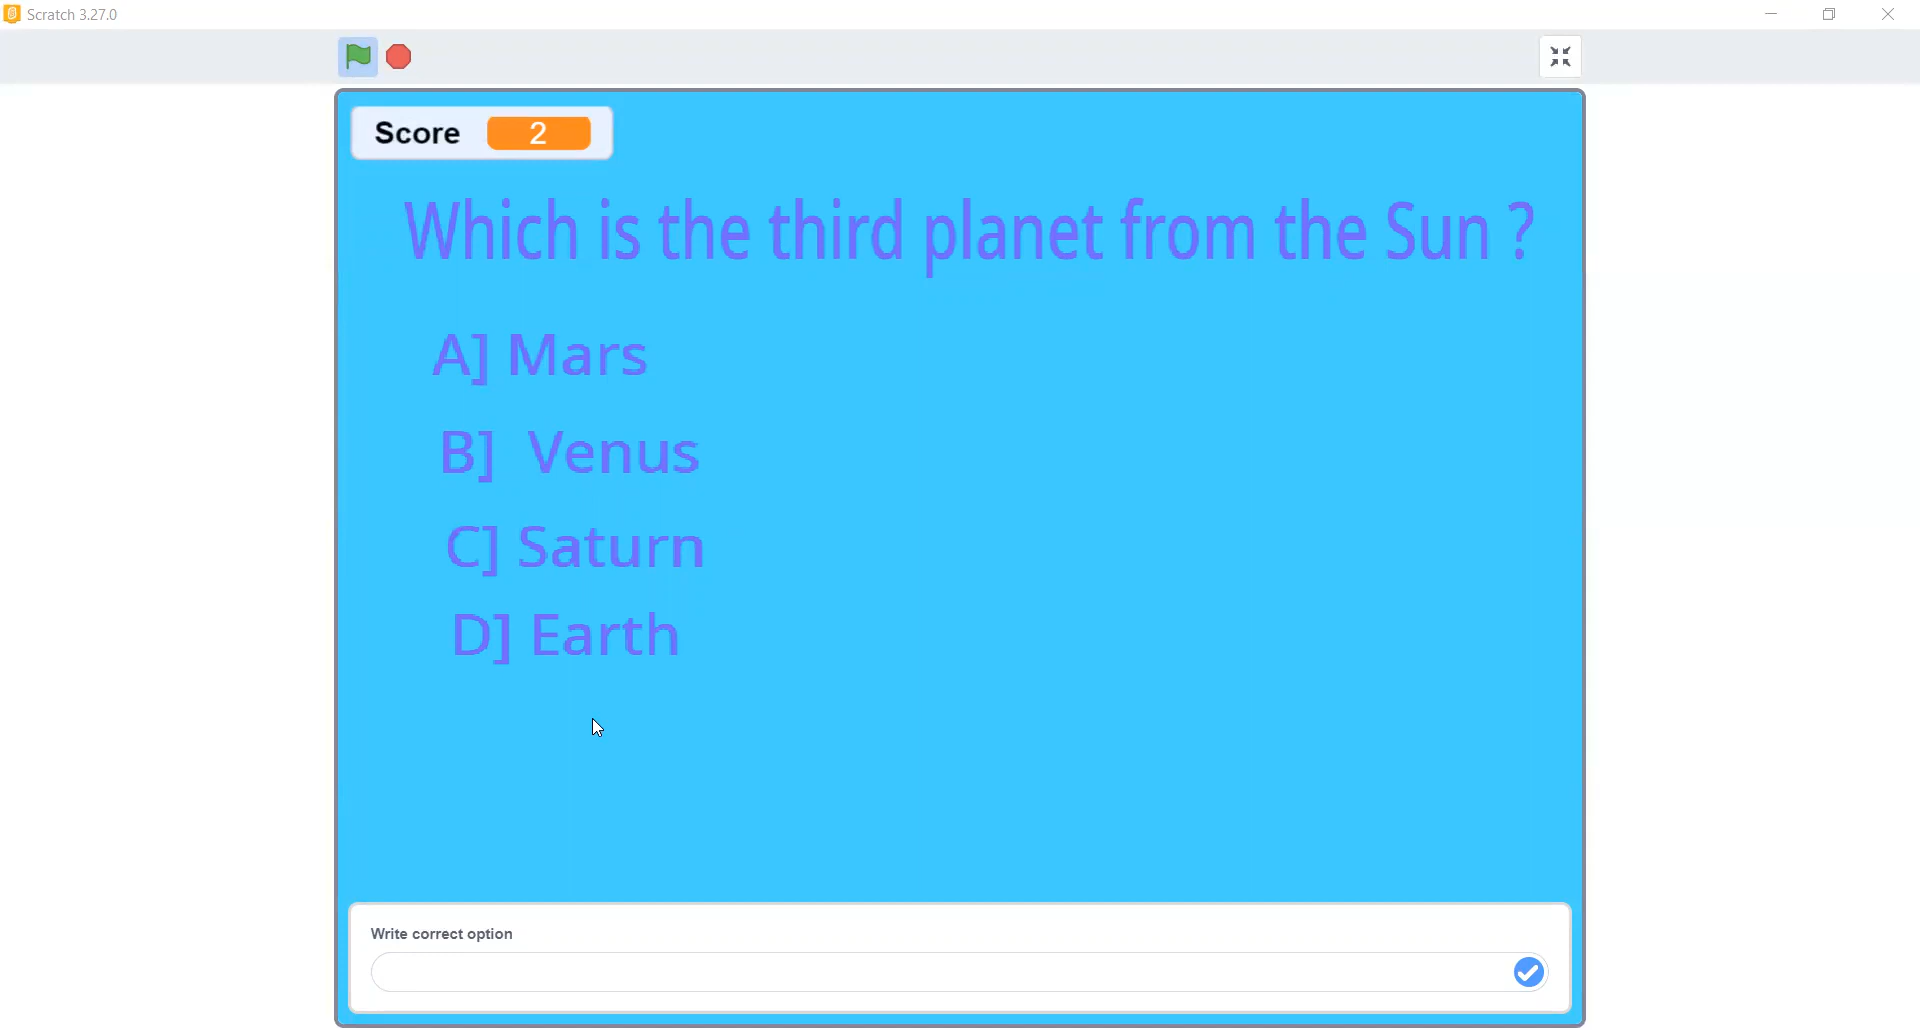 Scratch 3.27.0
Score 2
Which is the third planet from the Sun ?
A] Mars
B] Venus
C] Saturn
D] Earth
Write correct option